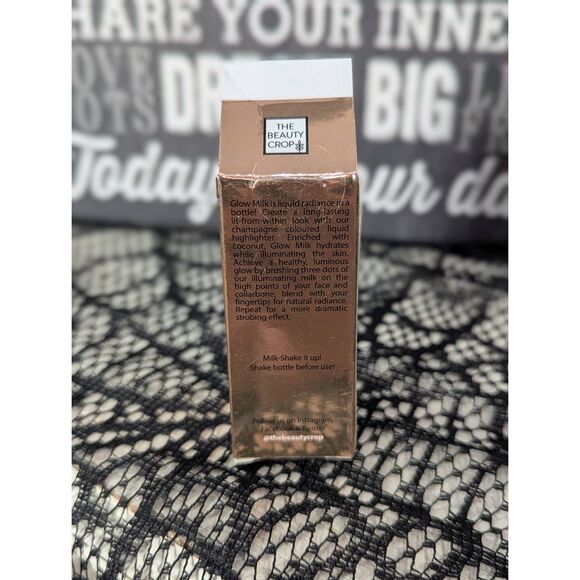 SHARE YOUR INNE
OVE
DR
BIG
Today
our da
THE
BEAUTY
CROP
Glow Milk is liquid radiance in a
bottle! Create a long-lasting
lit-from-within look with our
champagne coloured liquid
highlighter. Enriched with
coconut, Glow Milk hydrates
while illuminating the skin.
Achieve a healthy, luminous
glow by brushing three dots of
our illuminating milk on the
high points of your face and
collarbone, blend with your
fingertips for natural radiance.
Repeat for a more dramatic
strobing effect.
Milk-Shake it up!
Shake bottle before use!
Follow us on Instagram,
Facebook & Twitter
@thebeautycrop